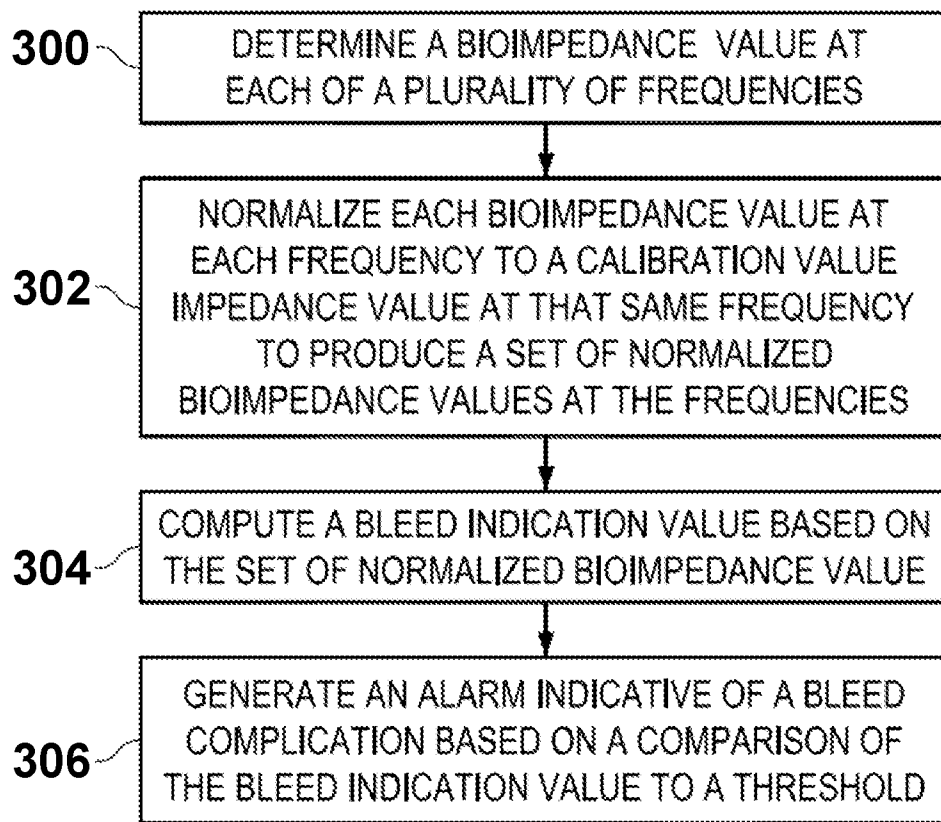 300
DETERMINE A BIOIMPEDANCE VALUE AT
EACH OF A PLURALITY OF FREQUENCIES
302
NORMALIZE EACH BIOIMPEDANCE VALUE AT
EACH FREQUENCY TO A CALIBRATION VALUE
IMPEDANCE VALUE AT THAT SAME FREQUENCY
TO PRODUCE A SET OF NORMALIZED
BIOIMPEDANCE VALUES AT THE FREQUENCIES
304
COMPUTE A BLEED INDICATION VALUE BASED ON
THE SET OF NORMALIZED BIOIMPEDANCE VALUE
306
GENERATE AN ALARM INDICATIVE OF A BLEED
COMPLICATION BASED ON A COMPARISON OF
THE BLEED INDICATION VALUE TO A THRESHOLD